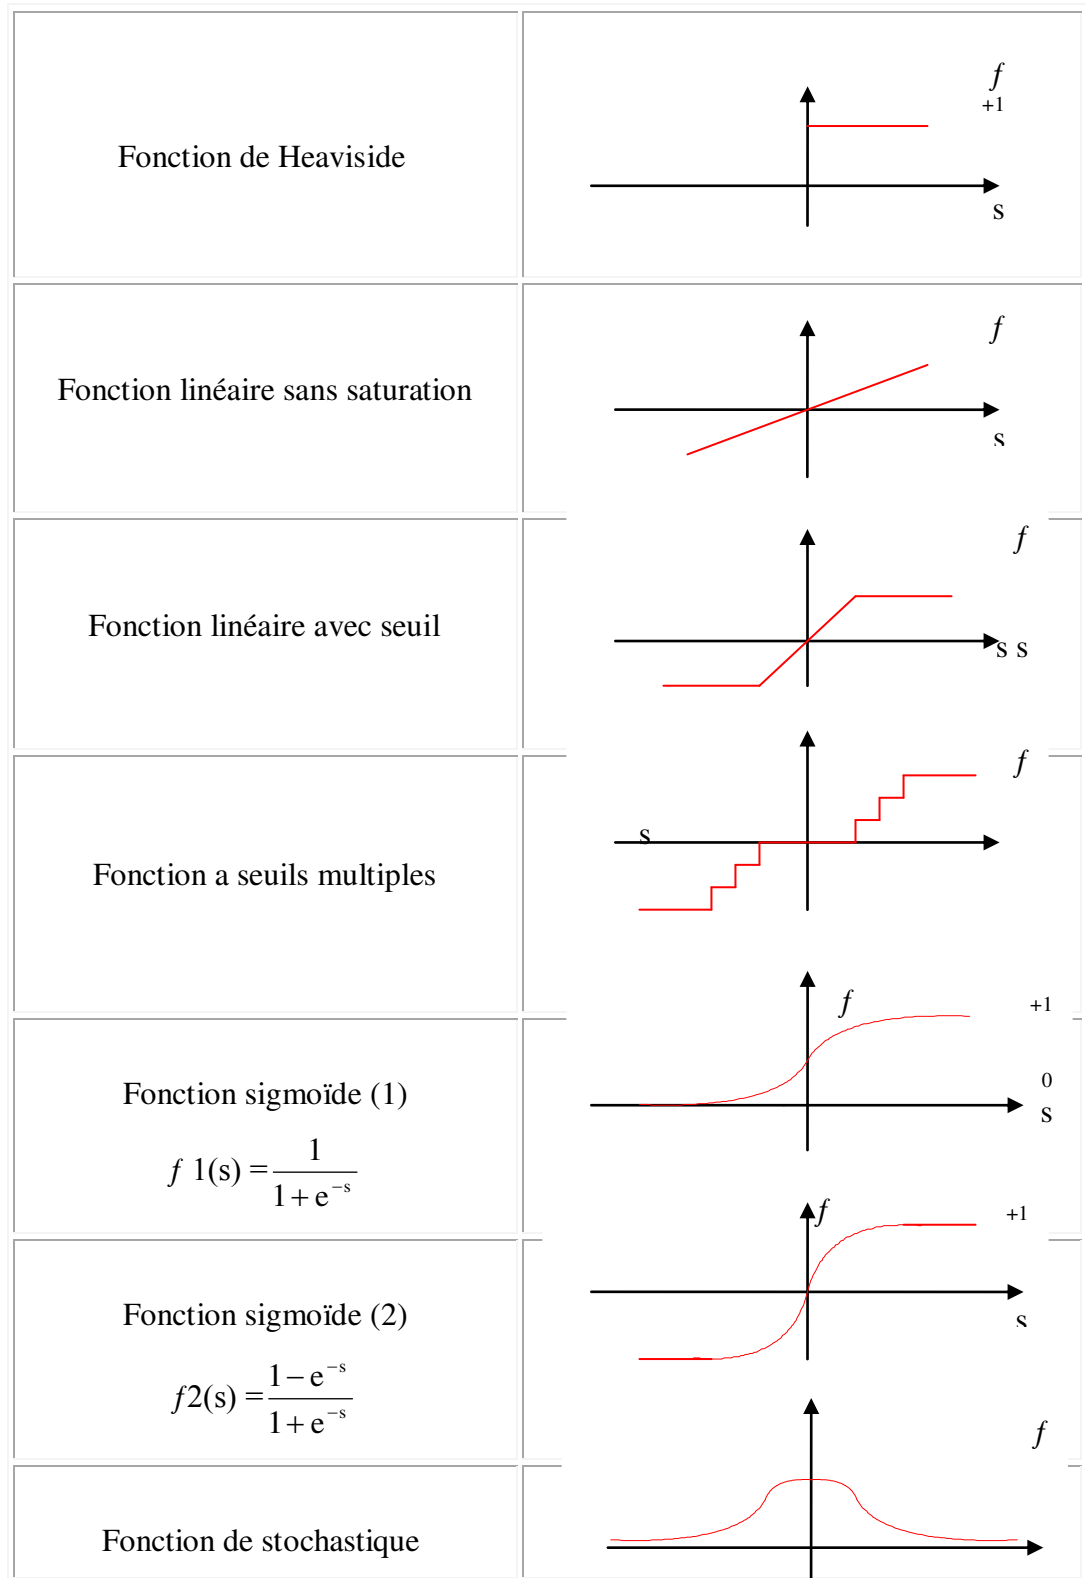 Fonction de Heaviside
f
+1
s
Fonction linéaire sans saturation
f
s
Fonction linéaire avec seuil
f
s s
Fonction a seuils multiples
f
s
Fonction sigmoïde (1)
f 1(s) = 1 / (1 + e^{-s})
f
+1
0
s
Fonction sigmoïde (2)
f2(s) = (1 − e^{-s}) / (1 + e^{-s})
f
+1
s
Fonction de stochastique
f